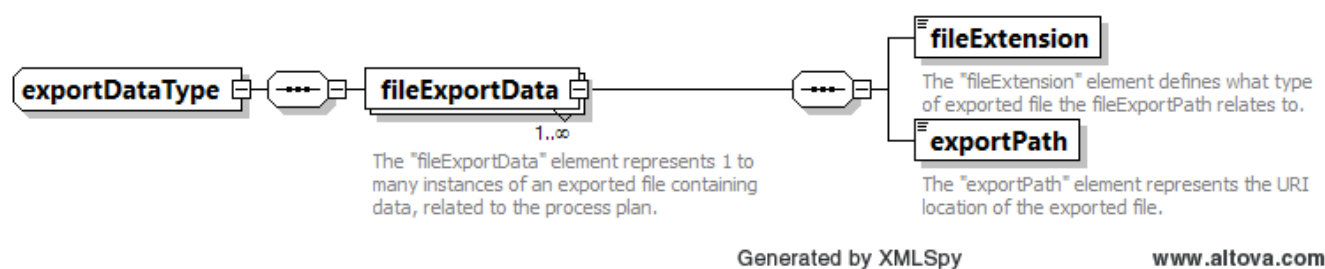 fileExtension
The "fileExtension" element defines what type
of exported file the fileExportPath relates to.
exportDataType
fileExportData
1..∞
The "fileExportData" element represents 1 to
many instances of an exported file containing
data, related to the process plan.
exportPath
The "exportPath" element represents the URI
location of the exported file.
Generated by XMLSpy
www.altova.com